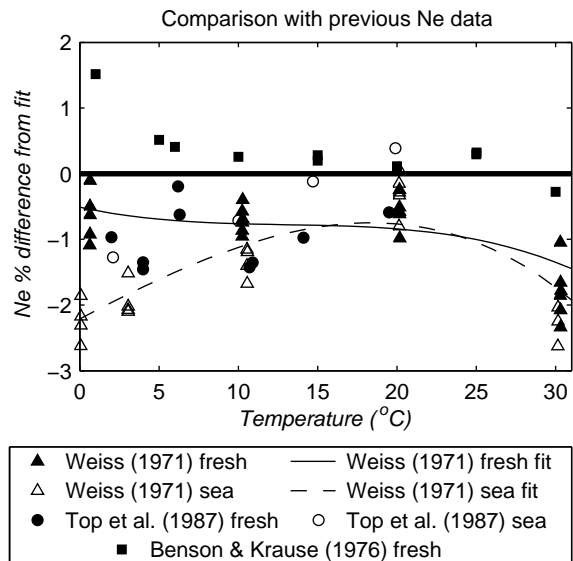 Comparison with previous Ne data
2
1
0
−1
−2
−3
Ne % difference from fit
0 5 10 15 20 25 30
Temperature (°C)
Weiss (1971) fresh Weiss (1971) fresh fit
Weiss (1971) sea Weiss (1971) sea fit
Top et al. (1987) fresh Top et al. (1987) sea
Benson & Krause (1976) fresh